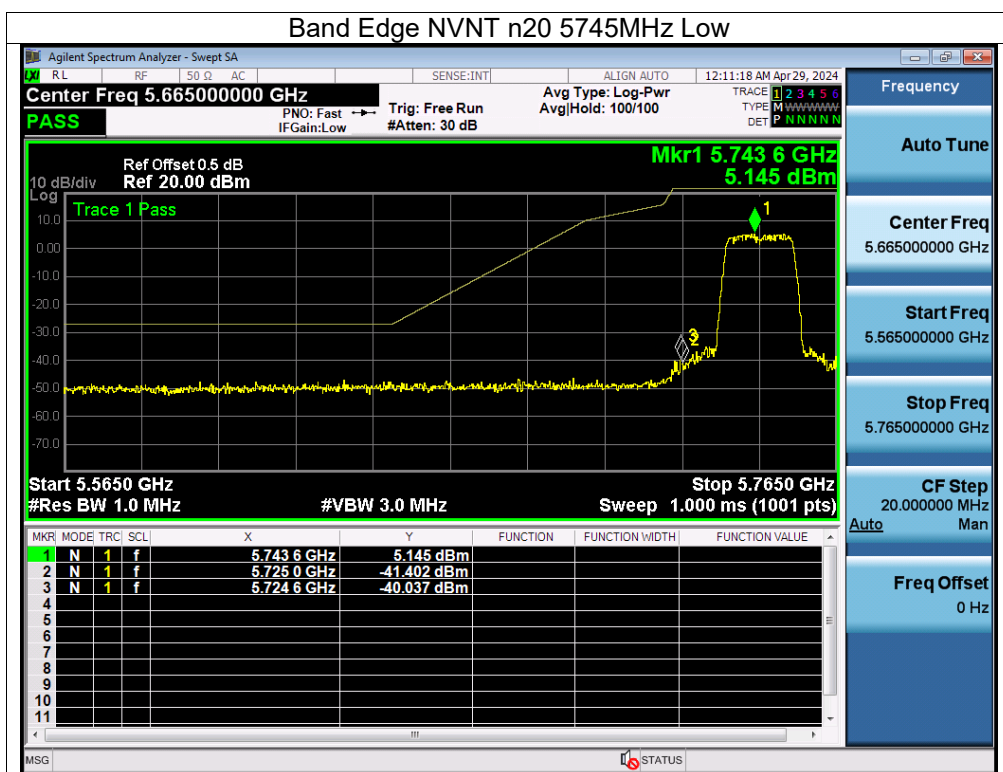 Band Edge NVNT n20 5745MHz Low
Agilent Spectrum Analyzer - Swept SA
LXI RL RF 50 Ω AC SENSE:INT ALIGN AUTO 12:11:18 AM Apr 29, 2024
Center Freq 5.665000000 GHz
PASS
PNO: Fast
IFGain:Low
Trig: Free Run
#Atten: 30 dB
Avg Type: Log-Pwr
Avg|Hold: 100/100
TRACE 1 2 3 4 5 6
TYPE M WWWWW
DET P N N N N N
Mkr1 5.743 6 GHz
5.145 dBm
Ref Offset 0.5 dB
10 dB/div Ref 20.00 dBm
Log
Trace 1 Pass
10.0
0.00
-10.0
-20.0
-30.0
-40.0
-50.0
-60.0
-70.0
1
3
Start 5.5650 GHz Stop 5.7650 GHz
#Res BW 1.0 MHz #VBW 3.0 MHz Sweep 1.000 ms (1001 pts)
MKR MODE TRC SCL X Y FUNCTION FUNCTION WIDTH FUNCTION VALUE
1 N 1 f 5.743 6 GHz 5.145 dBm
2 N 1 f 5.725 0 GHz -41.402 dBm
3 N 1 f 5.724 6 GHz -40.037 dBm
4
5
6
7
8
9
10
11
MSG STATUS
Frequency
Auto Tune
Center Freq
5.665000000 GHz
Start Freq
5.565000000 GHz
Stop Freq
5.765000000 GHz
CF Step
20.000000 MHz
Auto Man
Freq Offset
0 Hz